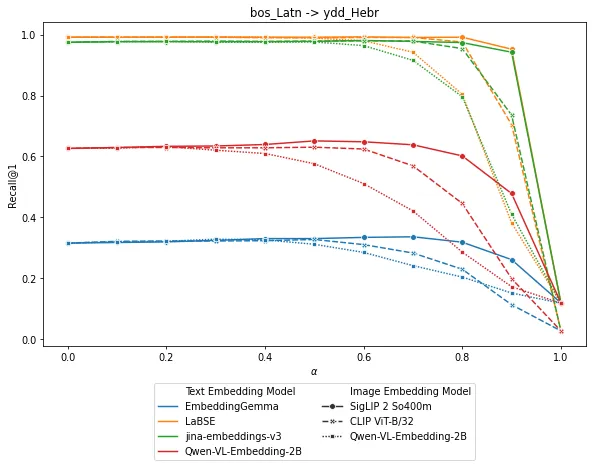 bos_Latn -> ydd_Hebr
1.0
0.8
0.6
0.4
0.2
0.0
Recall@1
0.0 0.2 0.4 0.6 0.8 1.0
α
Text Embedding Model Image Embedding Model
EmbeddingGemma SigLIP 2 So400m
LaBSE CLIP ViT-B/32
jina-embeddings-v3 Qwen-VL-Embedding-2B
Qwen-VL-Embedding-2B